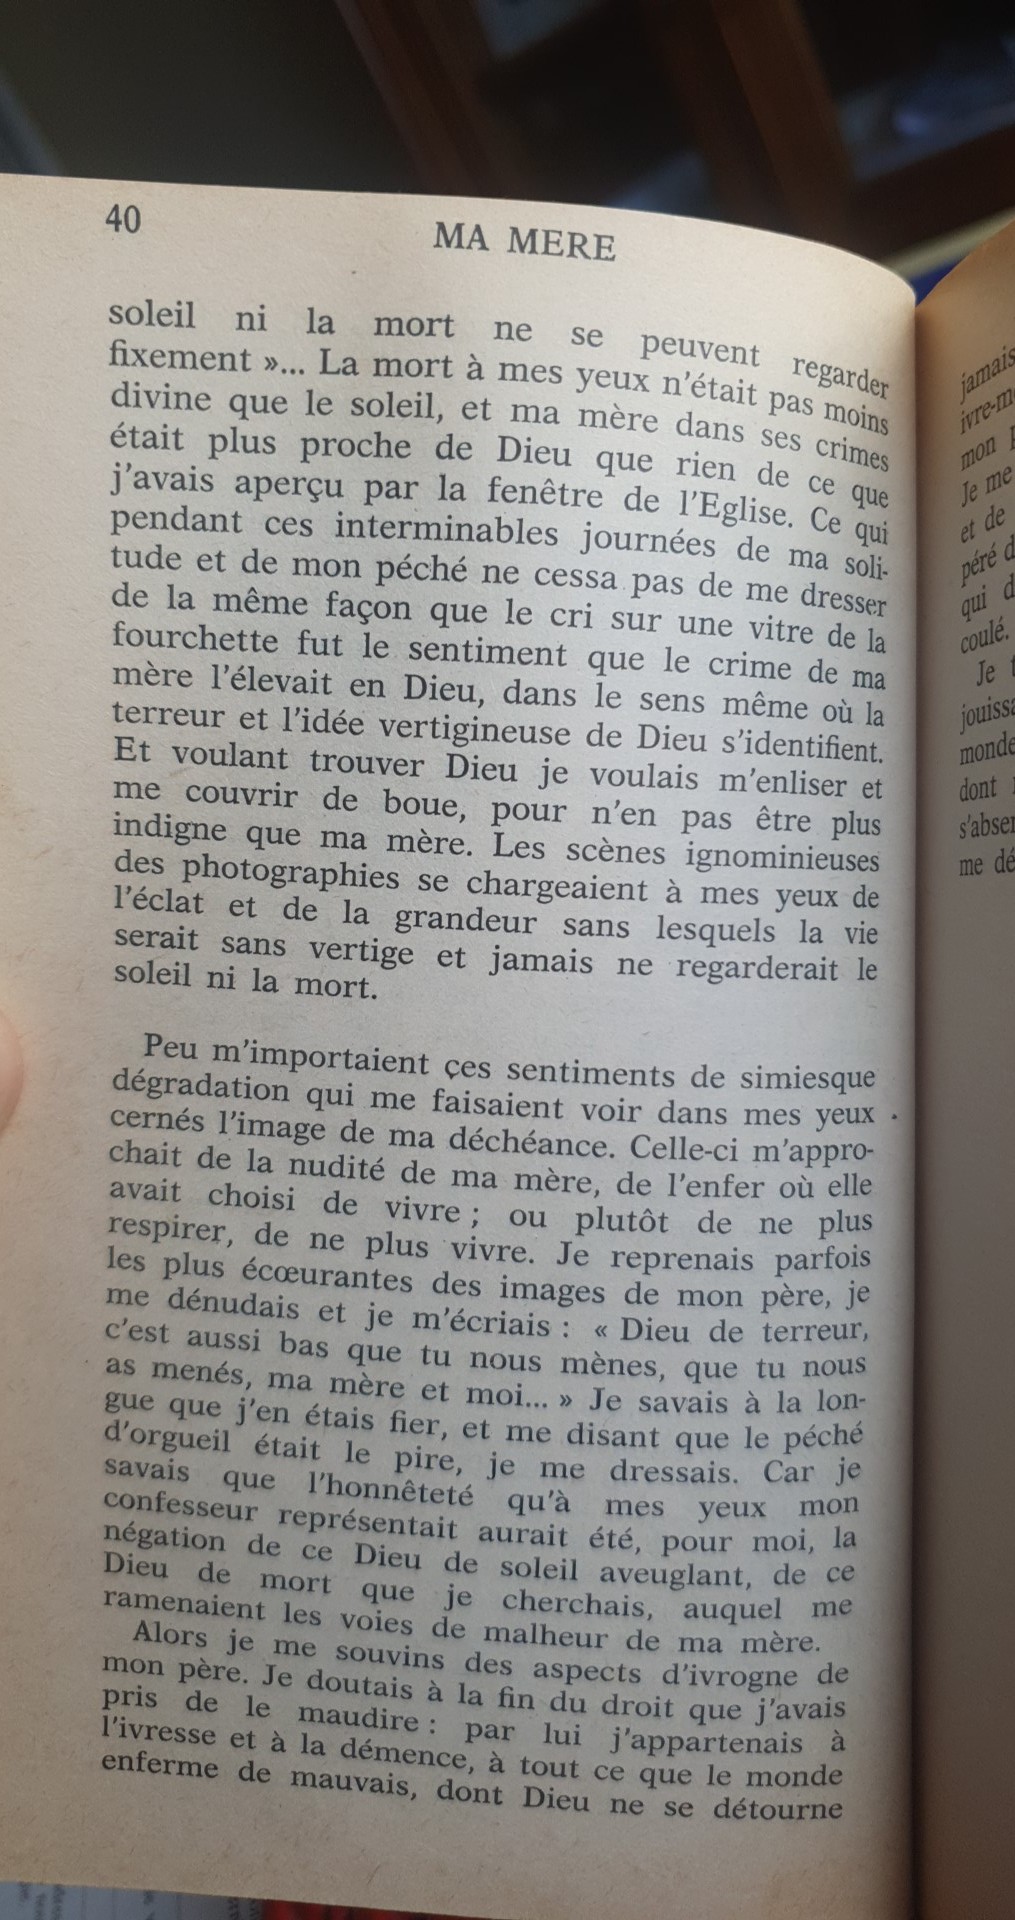 40
MA MERE
soleil ni la mort ne se peuvent regarder
fixement »... La mort à mes yeux n'était pas moins
divine que le soleil, et ma mère dans ses crimes
était plus proche de Dieu que rien de ce que
j'avais aperçu par la fenêtre de l'Eglise. Ce qui
pendant ces interminables journées de ma soli-
tude et de mon péché ne cessa pas de me dresser
de la même façon que le cri sur une vitre de la
fourchette fut le sentiment que le crime de ma
mère l'élevait en Dieu, dans le sens même où la
terreur et l'idée vertigineuse de Dieu s'identifient.
Et voulant trouver Dieu je voulais m'enliser et
me couvrir de boue, pour n'en pas être plus
indigne que ma mère. Les scènes ignominieuses
des photographies se chargeaient à mes yeux de
l'éclat et de la grandeur sans lesquels la vie
serait sans vertige et jamais ne regarderait le
soleil ni la mort.
Peu m'importaient ces sentiments de simiesque
dégradation qui me faisaient voir dans mes yeux
cernés l'image de ma déchéance. Celle-ci m'appro-
chait de la nudité de ma mère, de l'enfer où elle
avait choisi de vivre ; ou plutôt de ne plus
respirer, de ne plus vivre. Je reprenais parfois
les plus écœurantes des images de mon père, je
me dénudais et je m'écriais : « Dieu de terreur,
c'est aussi bas que tu nous mènes, que tu nous
as menés, ma mère et moi... » Je savais à la lon-
gue que j'en étais fier, et me disant que le péché
d'orgueil était le pire, je me dressais. Car je
savais que l'honnêteté qu'à mes yeux mon
confesseur représentait aurait été, pour moi, la
négation de ce Dieu de soleil aveuglant, de ce
Dieu de mort que je cherchais, auquel me
ramenaient les voies de malheur de ma mère.
Alors je me souvins des aspects d'ivrogne de
mon père. Je doutais à la fin du droit que j'avais
pris de le maudire : par lui j'appartenais à
l'ivresse et à la démence, à tout ce que le monde
enferme de mauvais, dont Dieu ne se détourne
jamais
ivre-m
mon
Je me
et de
péré d
qui d
coulé.
Je
jouiss
monde
dont
s'abser
me dé